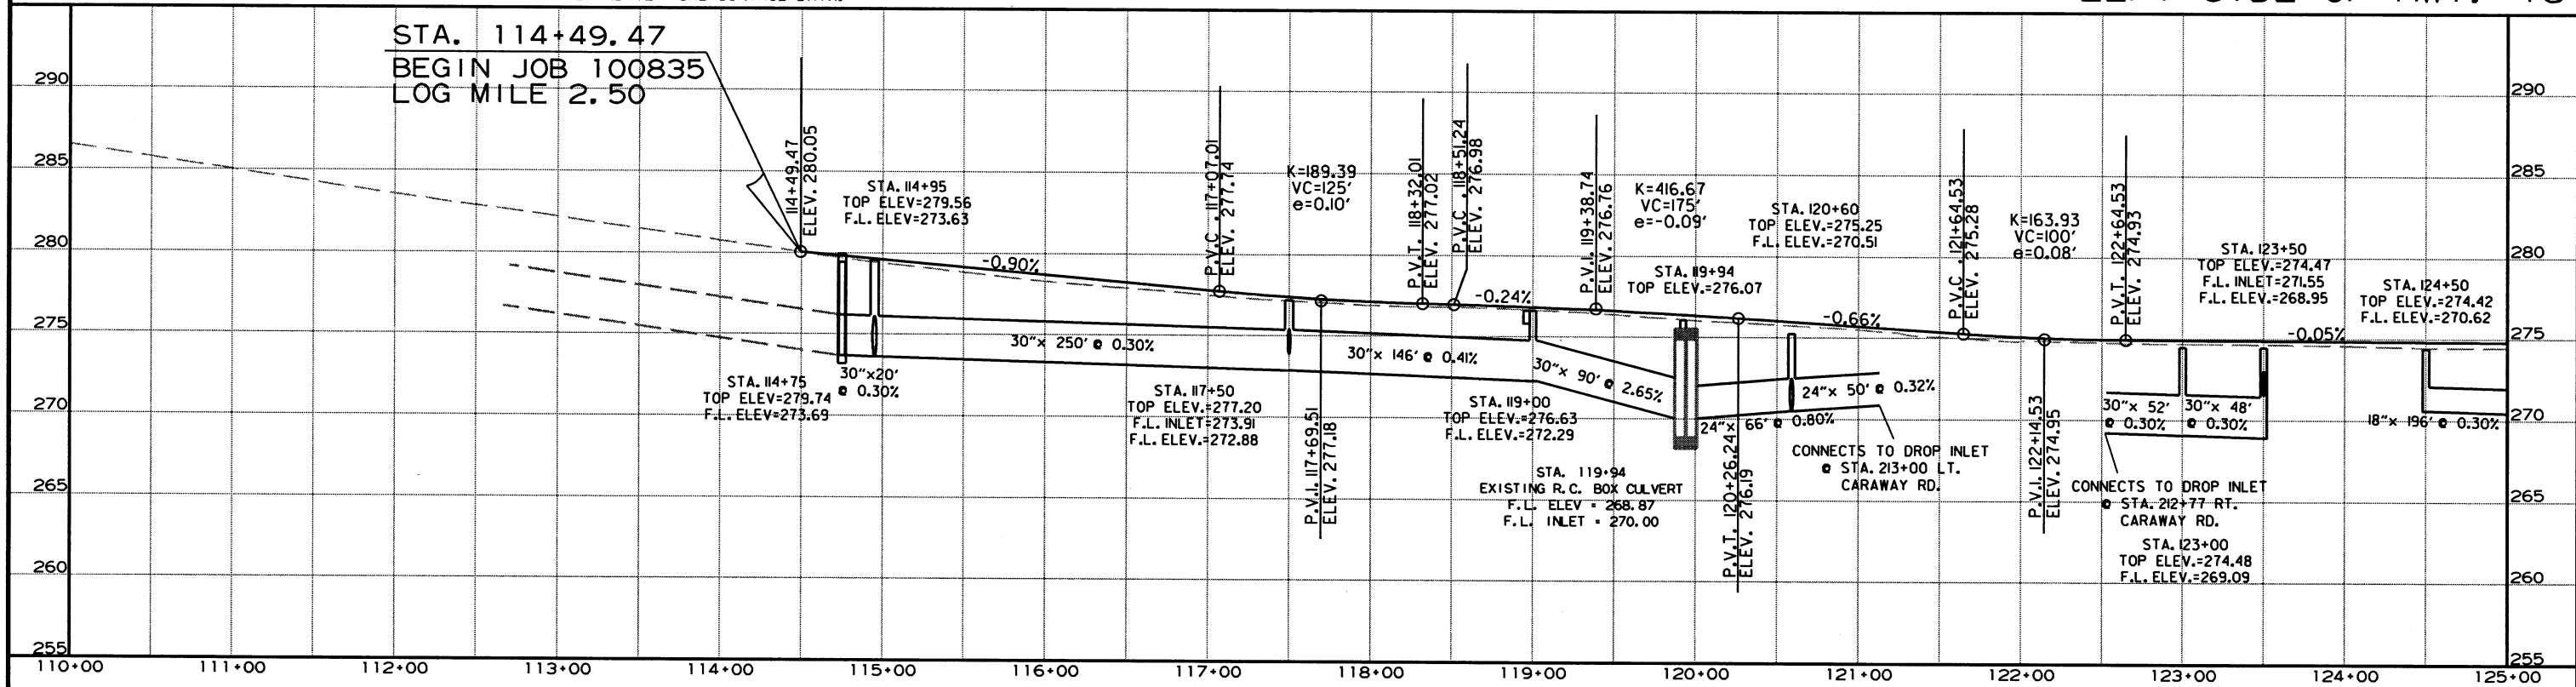 STA. 114+49.47
BEGIN JOB 100835
LOG MILE 2.50
290
285
280
275
270
265
260
255
114+49.47
ELEV. 280.05
STA. 114+95
TOP ELEV=279.56
F.L. ELEV=273.63
-0.90%
P.V.C. 117+07.01
ELEV. 277.74
K=189.39
VC=125'
e=0.10'
P.V.T. 118+32.01
ELEV. 277.02
P.V.C. 118+51.24
ELEV. 276.98
-0.24%
P.V.I. 119+38.74
ELEV. 276.76
K=416.67
VC=175'
e=-0.09'
STA. 119+94
TOP ELEV.=276.07
STA. 120+60
TOP ELEV.=275.25
F.L. ELEV.=270.51
-0.66%
P.V.C. 121+64.53
ELEV. 275.28
K=163.93
VC=100'
e=0.08'
P.V.T. 122+64.53
ELEV. 274.93
STA. 123+50
TOP ELEV.=274.47
F.L. INLET=271.55
F.L. ELEV.=268.95
-0.05%
STA. 124+50
TOP ELEV.=274.42
F.L. ELEV.=270.62
STA. 114+75
TOP ELEV=279.74
F.L. ELEV=273.69
30"x20'
@ 0.30%
30"x 250' @ 0.30%
STA. 117+50
TOP ELEV.=277.20
F.L. INLET=273.91
F.L. ELEV.=272.88
P.V.I. 117+69.51
ELEV. 277.18
30"x 146' @ 0.41%
STA. 119+00
TOP ELEV.=276.63
F.L. ELEV.=272.29
30"x 90' @ 2.65%
STA. 119+94
EXISTING R.C. BOX CULVERT
F.L. ELEV = 268.87
F.L. INLET = 270.00
24"x 66' @ 0.80%
P.V.T. 120+26.24
ELEV. 276.19
24"x 50' @ 0.32%
CONNECTS TO DROP INLET
@ STA. 213+00 LT.
CARAWAY RD.
P.V.I. 122+14.53
ELEV. 274.95
30"x 52'
@ 0.30%
30"x 48'
@ 0.30%
CONNECTS TO DROP INLET
@ STA. 212+77 RT.
CARAWAY RD.
STA. 123+00
TOP ELEV.=274.48
F.L. ELEV.=269.09
18"x 196' @ 0.30%
290
285
280
275
270
265
260
255
110+00
111+00
112+00
113+00
114+00
115+00
116+00
117+00
118+00
119+00
120+00
121+00
122+00
123+00
124+00
125+00